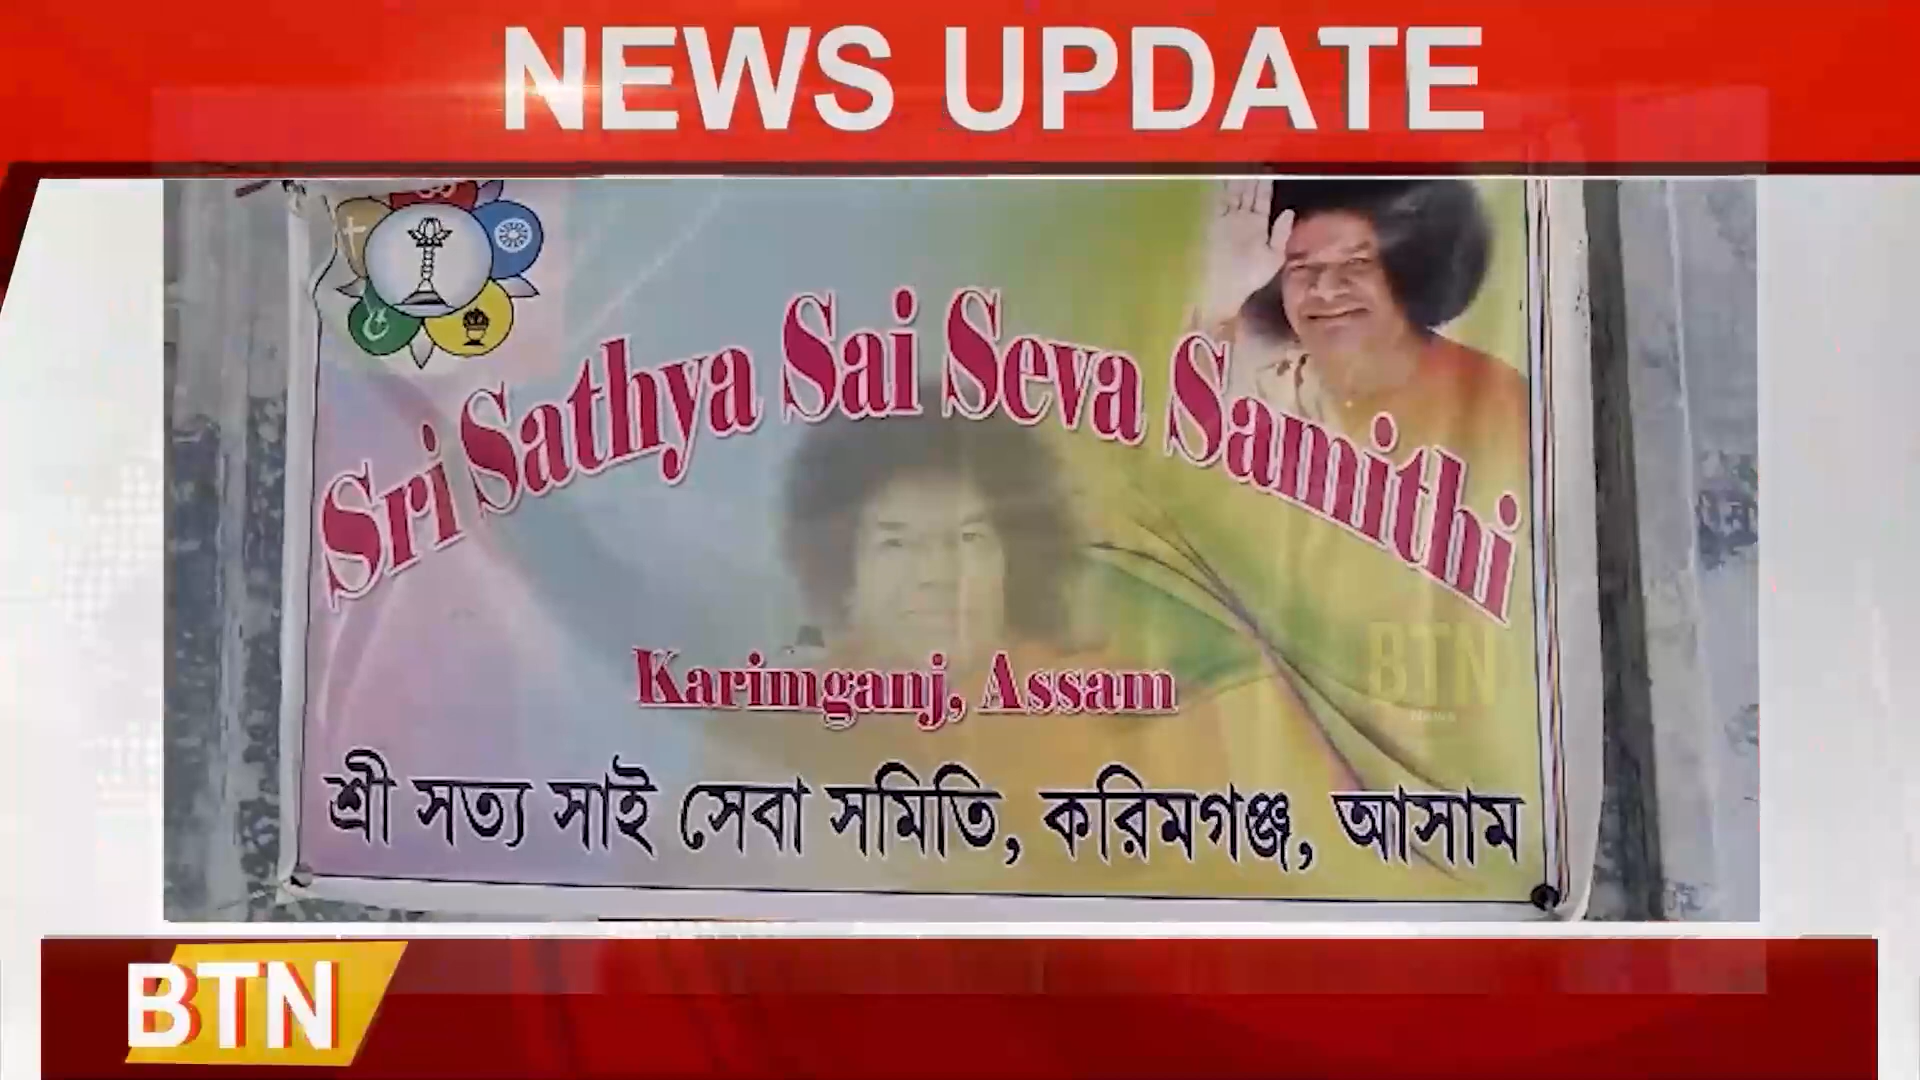 NEWS UPDATE
Sri Sathya Sai Seva Samithi
Karimganj, Assam
BTN
শ্রী সত্য সাই সেবা সমিতি, করিমগঞ্জ, আসাম
BTN